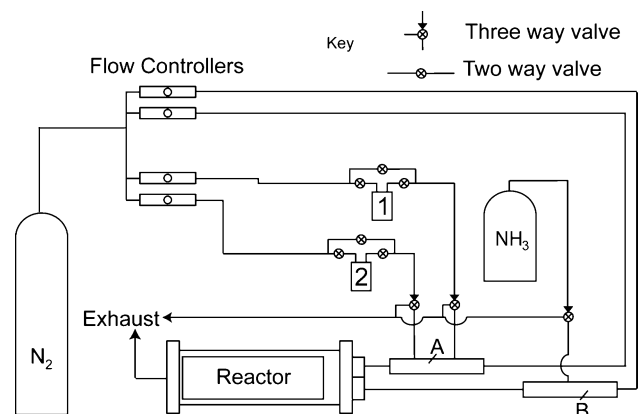 Key
Three way valve
Two way valve
Flow Controllers
1
2
NH3
N2
Exhaust
A
Reactor
B